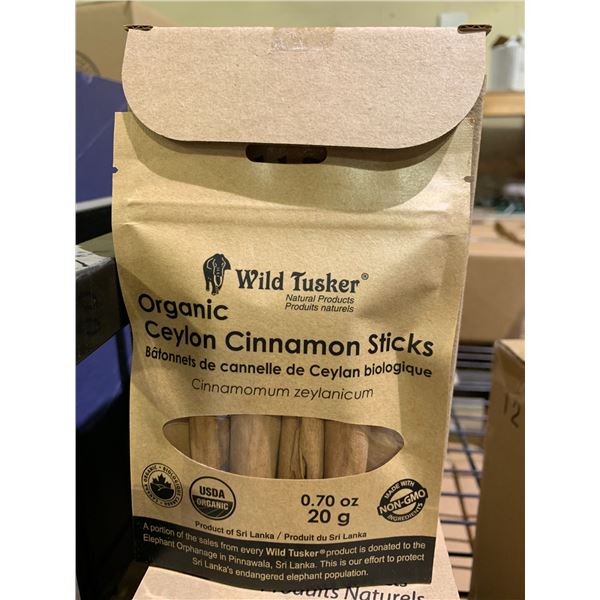 Wild Tusker®
Natural Products
Produits naturels
Organic
Ceylon Cinnamon Sticks
Bâtonnets de cannelle de Ceylan biologique
Cinnamomum zeylanicum
USDA
ORGANIC
0.70 oz
20 g
MADE WITH
NON-GMO
INGREDIENTS
Product of Sri Lanka / Produit du Sri Lanka
A portion of the sales from every Wild Tusker® product is donated to the
Elephant Orphanage in Pinnawala, Sri Lanka. This is our effort to protect
Sri Lanka's endangered elephant population.
Produits Naturels
12